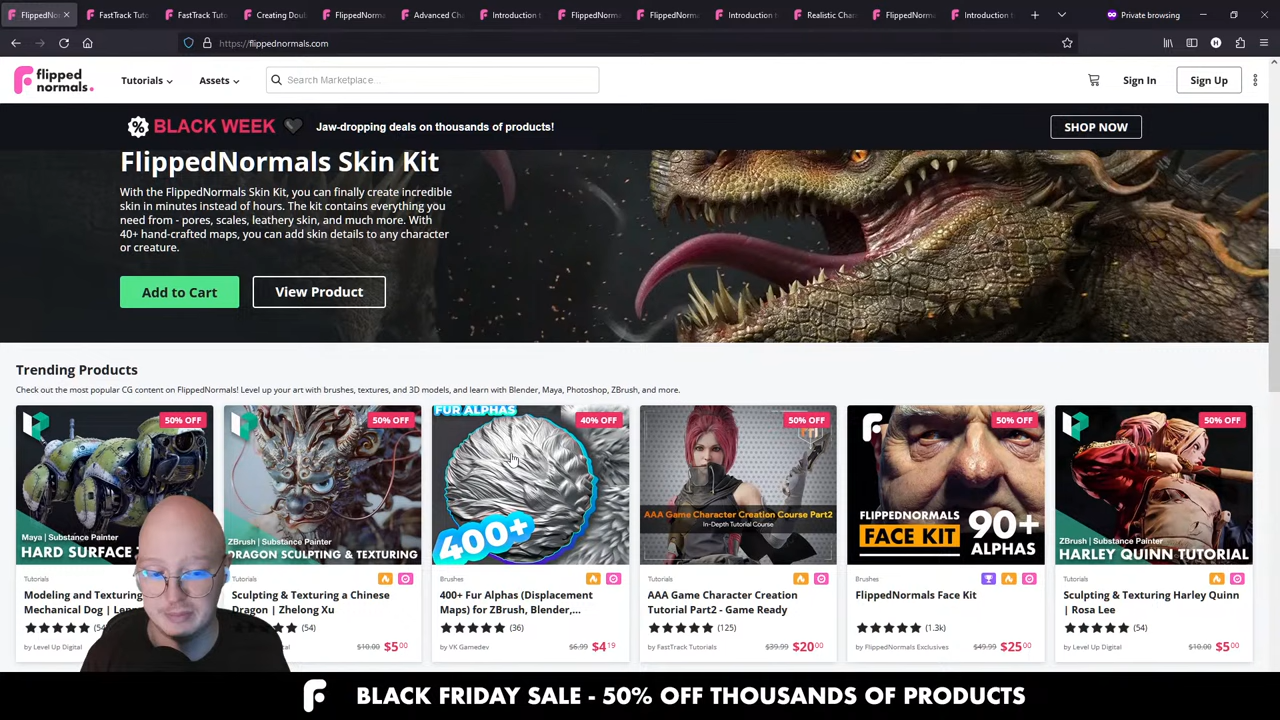 FlippedNor
FastTrack Tuto
FastTrack Tuto
Creating Dou
FlippedNorma
Advanced Cha
Introduction t
FlippedNorma
FlippedNorma
Introduction t
Realistic Char
FlippedNorma
Introduction t
Private browsing
https://flippednormals.com
flipped
normals.
Tutorials
Assets
Search Marketplace...
Sign In
Sign Up
BLACK WEEK
Jaw-dropping deals on thousands of products!
SHOP NOW
FlippedNormals Skin Kit
With the FlippedNormals Skin Kit, you can finally create incredible
skin in minutes instead of hours. The kit contains everything you
need from - pores, scales, leathery skin, and much more. With
40+ hand-crafted maps, you can add skin details to any character
or creature.
Add to Cart
View Product
Trending Products
Check out the most popular CG content on FlippedNormals! Level up your art with brushes, textures, and 3D models, and learn with Blender, Maya, Photoshop, ZBrush, and more.
50% OFF
Maya | Substance Painter
HARD SURFACE
Tutorials
Modeling and Texturing
Mechanical Dog |
(54
$10.00 $5.00
50% OFF
ZBrush | Substance Painter
DRAGON SCULPTING & TEXTURING
Tutorials
Sculpting & Texturing a Chinese
Dragon | Zhelong Xu
(54)
$10.00 $5.00
FUR ALPHAS
40% OFF
400+
Brushes
400+ Fur Alphas (Displacement
Maps) for ZBrush, Blender,...
(36)
by VK Gamedev
$6.99 $4.19
50% OFF
AAA Game Character Creation Course Part2
In-Depth Tutorial Course
Tutorials
AAA Game Character Creation
Tutorial Part2 - Game Ready
(125)
by FastTrack Tutorials
$39.99 $20.00
50% OFF
FLIPPEDNORMALS
FACE KIT
90+
ALPHAS
Brushes
FlippedNormals Face Kit
(1.3k)
by FlippedNormals Exclusives
$49.99 $25.00
50% OFF
ZBrush | Substance Painter
HARLEY QUINN TUTORIAL
Tutorials
Sculpting & Texturing Harley Quinn
| Rosa Lee
(54)
by Level Up Digital
$10.00 $5.00
by Level Up Digital
BLACK FRIDAY SALE - 50% OFF THOUSANDS OF PRODUCTS